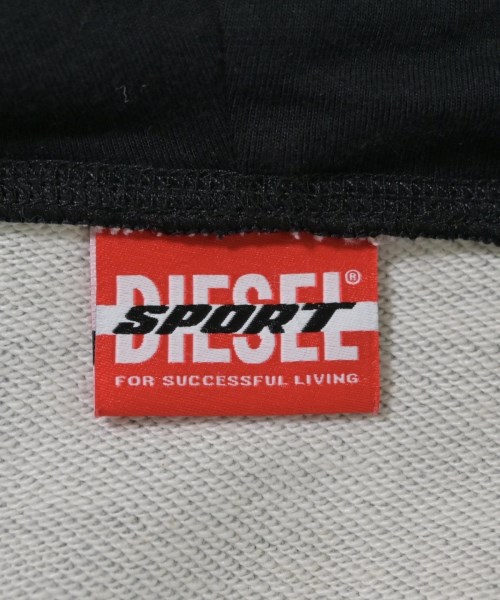 DIESEL®
SPORT
FOR SUCCESSFUL LIVING